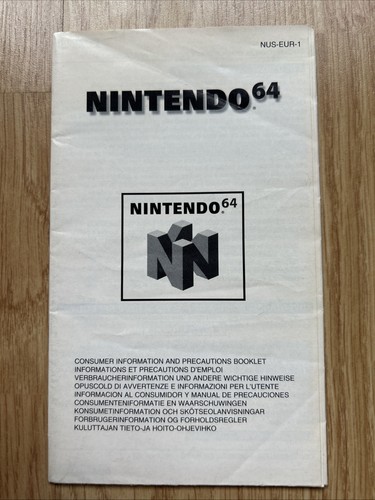 NUS-EUR-1
NINTENDO64
NINTENDO64
CONSUMER INFORMATION AND PRECAUTIONS BOOKLET
INFORMATIONS ET PRECAUTIONS D'EMPLOI
VERBRAUCHERINFORMATION UND ANDERE WICHTIGE HINWEISE
OPUSCOLO DI AVVERTENZE E INFORMAZIONI PER L'UTENTE
INFORMACION AL CONSUMIDOR Y MANUAL DE PRECAUCIONES
CONSUMENTENINFORMATIE EN WAARSCHUWINGEN
KONSUMETINFORMATION OCH SKÖTSELANVISNINGAR
FORBRUGERINFORMATION OG FORHOLDSREGLER
KULUTTAJAN TIETO-JA HOITO-OHJEVIHKO